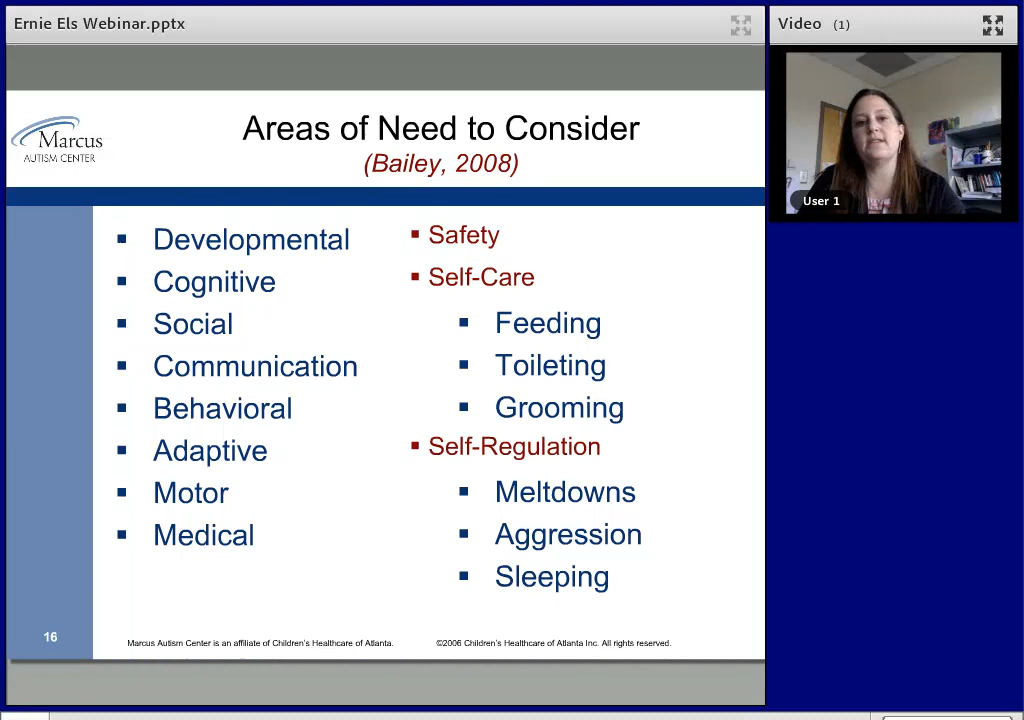 Ernie Els Webinar.pptx
Video (1)
User 1
Marcus
AUTISM CENTER
Areas of Need to Consider
(Bailey, 2008)
▪ Developmental
▪ Cognitive
▪ Social
▪ Communication
▪ Behavioral
▪ Adaptive
▪ Motor
▪ Medical
▪ Safety
▪ Self-Care
▪ Feeding
▪ Toileting
▪ Grooming
▪ Self-Regulation
▪ Meltdowns
▪ Aggression
▪ Sleeping
16
Marcus Autism Center is an affiliate of Children's Healthcare of Atlanta.
©2006 Children's Healthcare of Atlanta Inc. All rights reserved.